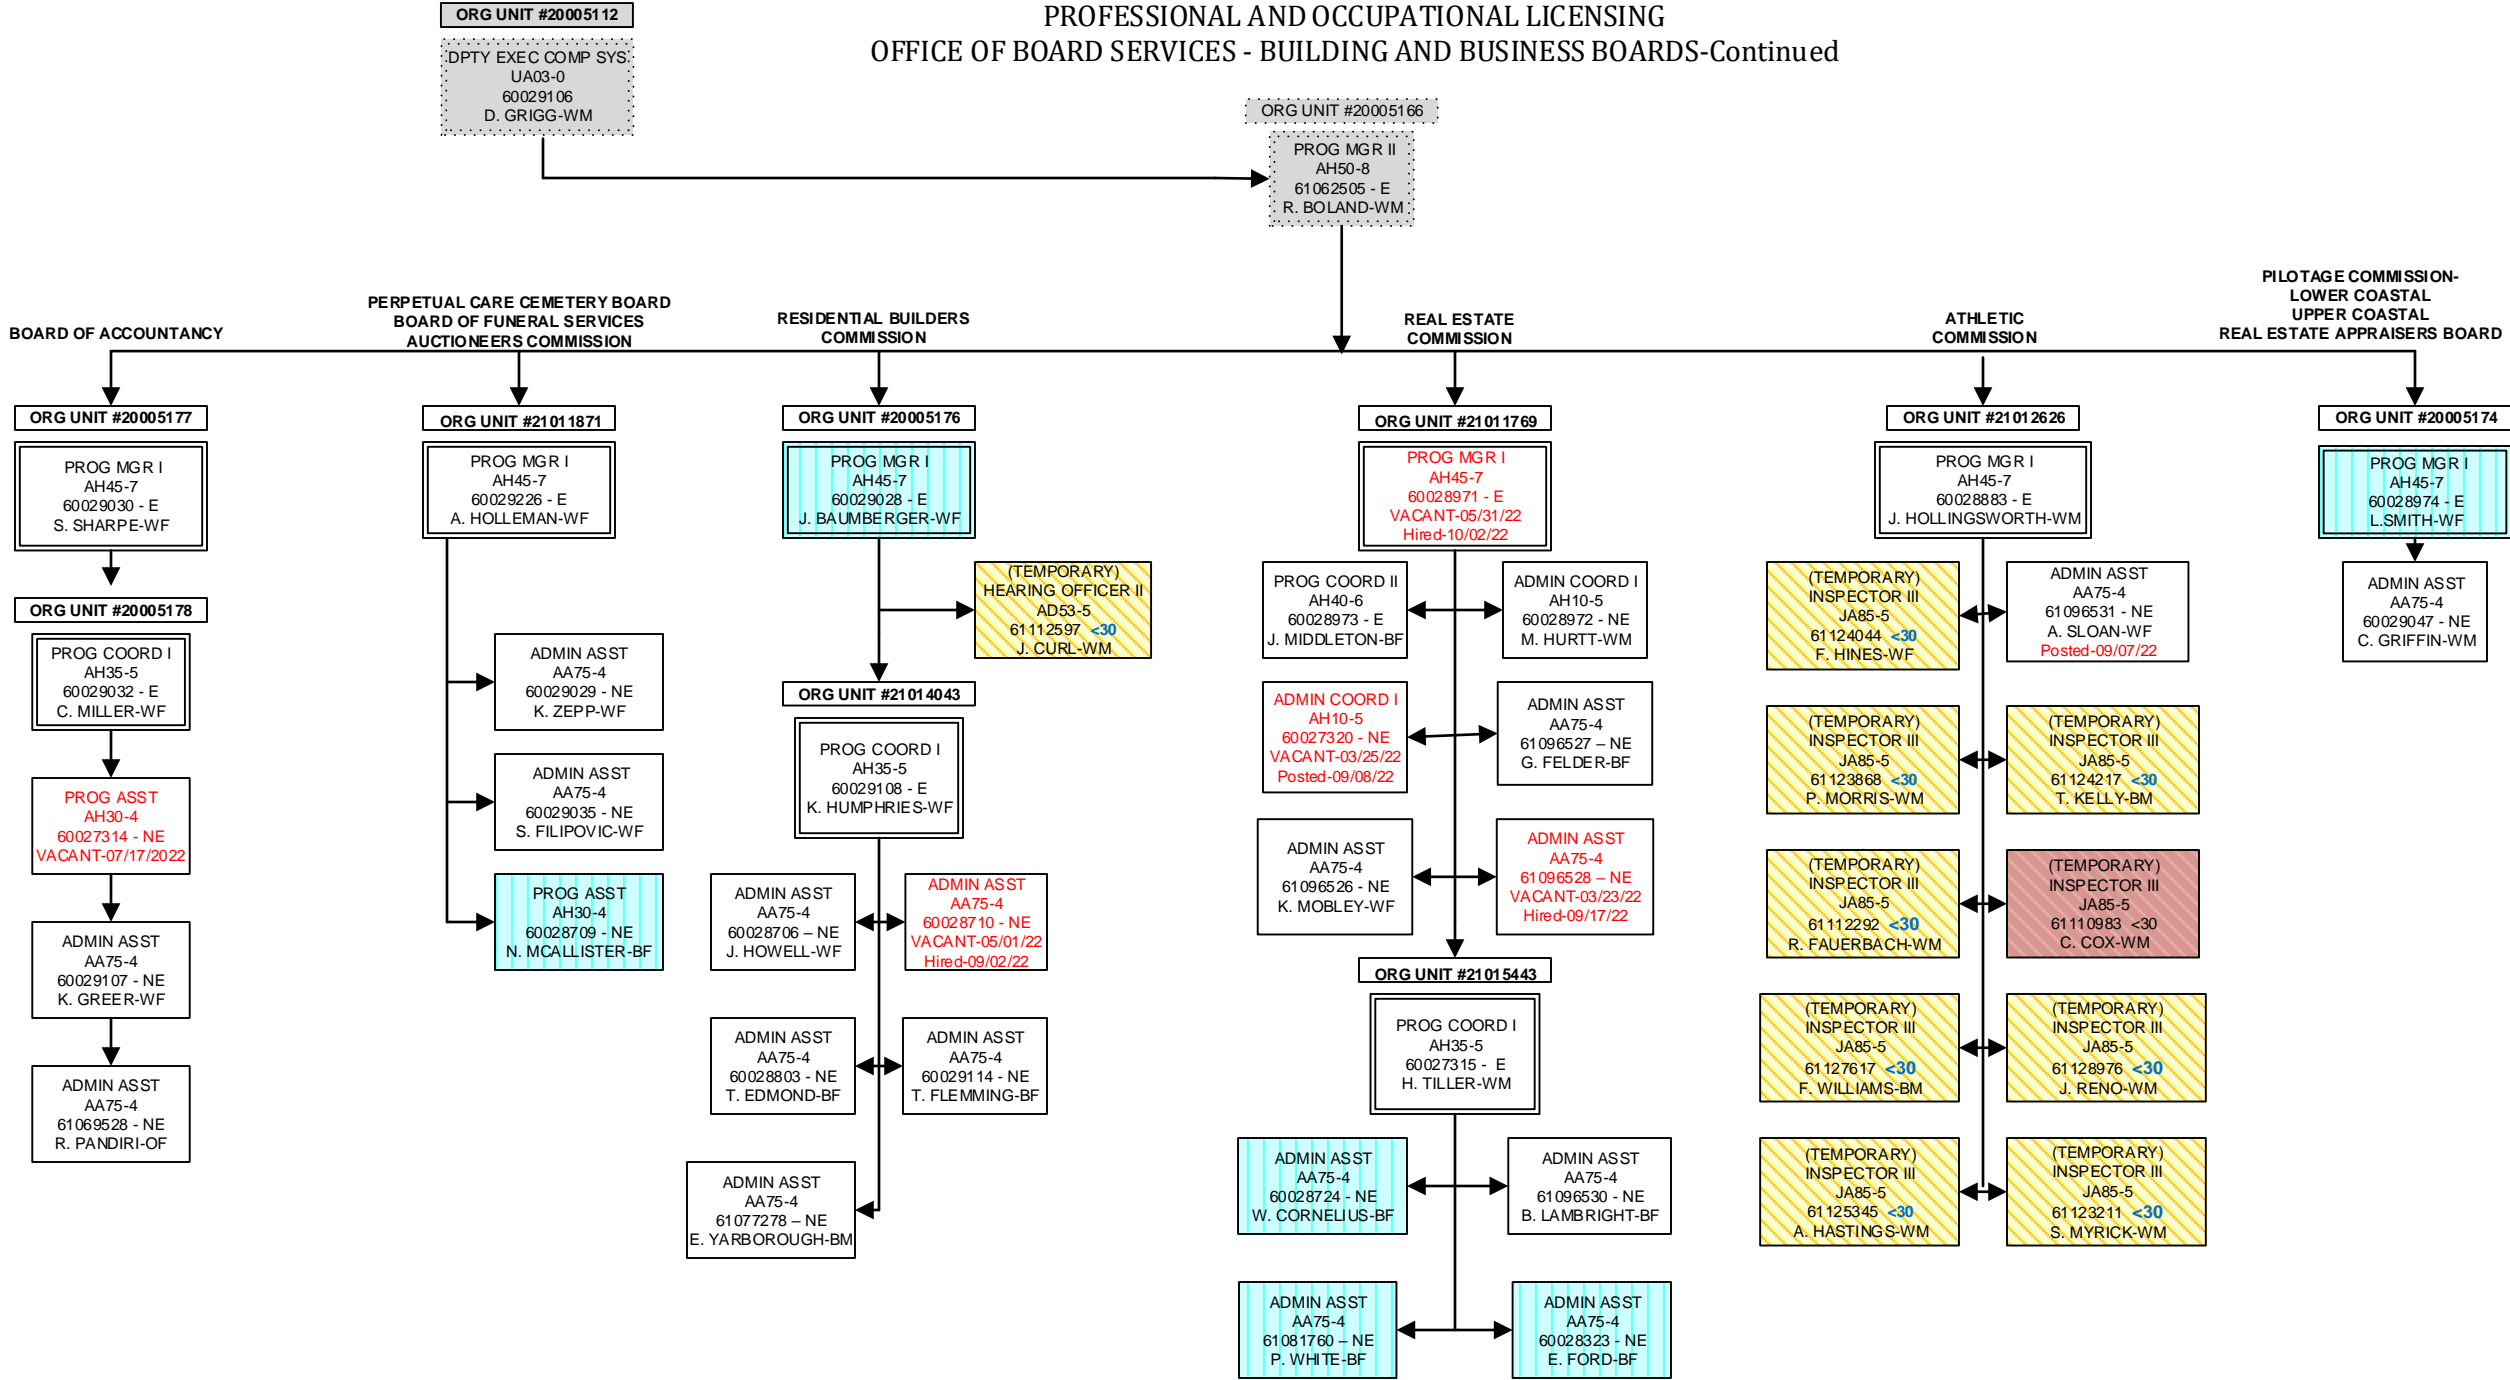 ORG UNIT #20005112
PROFESSIONAL AND OCCUPATIONAL LICENSING
OFFICE OF BOARD SERVICES - BUILDING AND BUSINESS BOARDS-Continued
DPTY EXEC COMP SYS
UA03-0
60029106
D. GRIGG-WM
ORG UNIT #20005166
PROG MGR II
AH50-8
61062505 - E
R. BOLAND-WM
BOARD OF ACCOUNTANCY
PERPETUAL CARE CEMETERY BOARD
BOARD OF FUNERAL SERVICES
AUCTIONEERS COMMISSION
RESIDENTIAL BUILDERS
COMMISSION
REAL ESTATE
COMMISSION
ATHLETIC
COMMISSION
PILOTAGE COMMISSION-
LOWER COASTAL
UPPER COASTAL
REAL ESTATE APPRAISERS BOARD
ORG UNIT #20005177
PROG MGR I
AH45-7
60029030 - E
S. SHARPE-WF
ORG UNIT #20005178
PROG COORD I
AH35-5
60029032 - E
C. MILLER-WF
PROG ASST
AH30-4
60027314 - NE
VACANT-07/17/2022
ADMIN ASST
AA75-4
60029107 - NE
K. GREER-WF
ADMIN ASST
AA75-4
61069528 - NE
R. PANDIRI-OF
ORG UNIT #21011871
PROG MGR I
AH45-7
60029226 - E
A. HOLLEMAN-WF
ADMIN ASST
AA75-4
60029029 - NE
K. ZEPP-WF
ADMIN ASST
AA75-4
60029035 - NE
S. FILIPOVIC-WF
PROG ASST
AH30-4
60028709 - NE
N. MCALLISTER-BF
ORG UNIT #20005176
PROG MGR I
AH45-7
60029028 - E
J. BAUMBERGER-WF
(TEMPORARY)
HEARING OFFICER II
AD53-5
61112597 <30
J. CURL-WM
ORG UNIT #21014043
PROG COORD I
AH35-5
60029108 - E
K. HUMPHRIES-WF
ADMIN ASST
AA75-4
60028706 – NE
J. HOWELL-WF
ADMIN ASST
AA75-4
60028710 - NE
VACANT-05/01/22
Hired-09/02/22
ADMIN ASST
AA75-4
60028803 - NE
T. EDMOND-BF
ADMIN ASST
AA75-4
60029114 - NE
T. FLEMMING-BF
ADMIN ASST
AA75-4
61077278 – NE
E. YARBOROUGH-BM
ORG UNIT #21011769
PROG MGR I
AH45-7
60028971 - E
VACANT-05/31/22
Hired-10/02/22
PROG COORD II
AH40-6
60028973 - E
J. MIDDLETON-BF
ADMIN COORD I
AH10-5
60028972 - NE
M. HURTT-WM
ADMIN COORD I
AH10-5
60027320 - NE
VACANT-03/25/22
Posted-09/08/22
ADMIN ASST
AA75-4
61096527 – NE
G. FELDER-BF
ADMIN ASST
AA75-4
61096526 - NE
K. MOBLEY-WF
ADMIN ASST
AA75-4
61096528 – NE
VACANT-03/23/22
Hired-09/17/22
ORG UNIT #21015443
PROG COORD I
AH35-5
60027315 - E
H. TILLER-WM
ADMIN ASST
AA75-4
60028724 - NE
W. CORNELIUS-BF
ADMIN ASST
AA75-4
61096530 - NE
B. LAMBRIGHT-BF
ADMIN ASST
AA75-4
61081760 – NE
P. WHITE-BF
ADMIN ASST
AA75-4
60028323 - NE
E. FORD-BF
ORG UNIT #21012626
PROG MGR I
AH45-7
60028883 - E
J. HOLLINGSWORTH-WM
(TEMPORARY)
INSPECTOR III
JA85-5
61124044 <30
F. HINES-WF
ADMIN ASST
AA75-4
61096531 - NE
A. SLOAN-WF
Posted-09/07/22
(TEMPORARY)
INSPECTOR III
JA85-5
61123868 <30
P. MORRIS-WM
(TEMPORARY)
INSPECTOR III
JA85-5
61124217 <30
T. KELLY-BM
(TEMPORARY)
INSPECTOR III
JA85-5
61112292 <30
R. FAUERBACH-WM
(TEMPORARY)
INSPECTOR III
JA85-5
61110983 <30
C. COX-WM
(TEMPORARY)
INSPECTOR III
JA85-5
61127617 <30
F. WILLIAMS-BM
(TEMPORARY)
INSPECTOR III
JA85-5
61128976 <30
J. RENO-WM
(TEMPORARY)
INSPECTOR III
JA85-5
61125345 <30
A. HASTINGS-WM
(TEMPORARY)
INSPECTOR III
JA85-5
61123211 <30
S. MYRICK-WM
ORG UNIT #20005174
PROG MGR I
AH45-7
60028974 - E
L.SMITH-WF
ADMIN ASST
AA75-4
60029047 - NE
C. GRIFFIN-WM